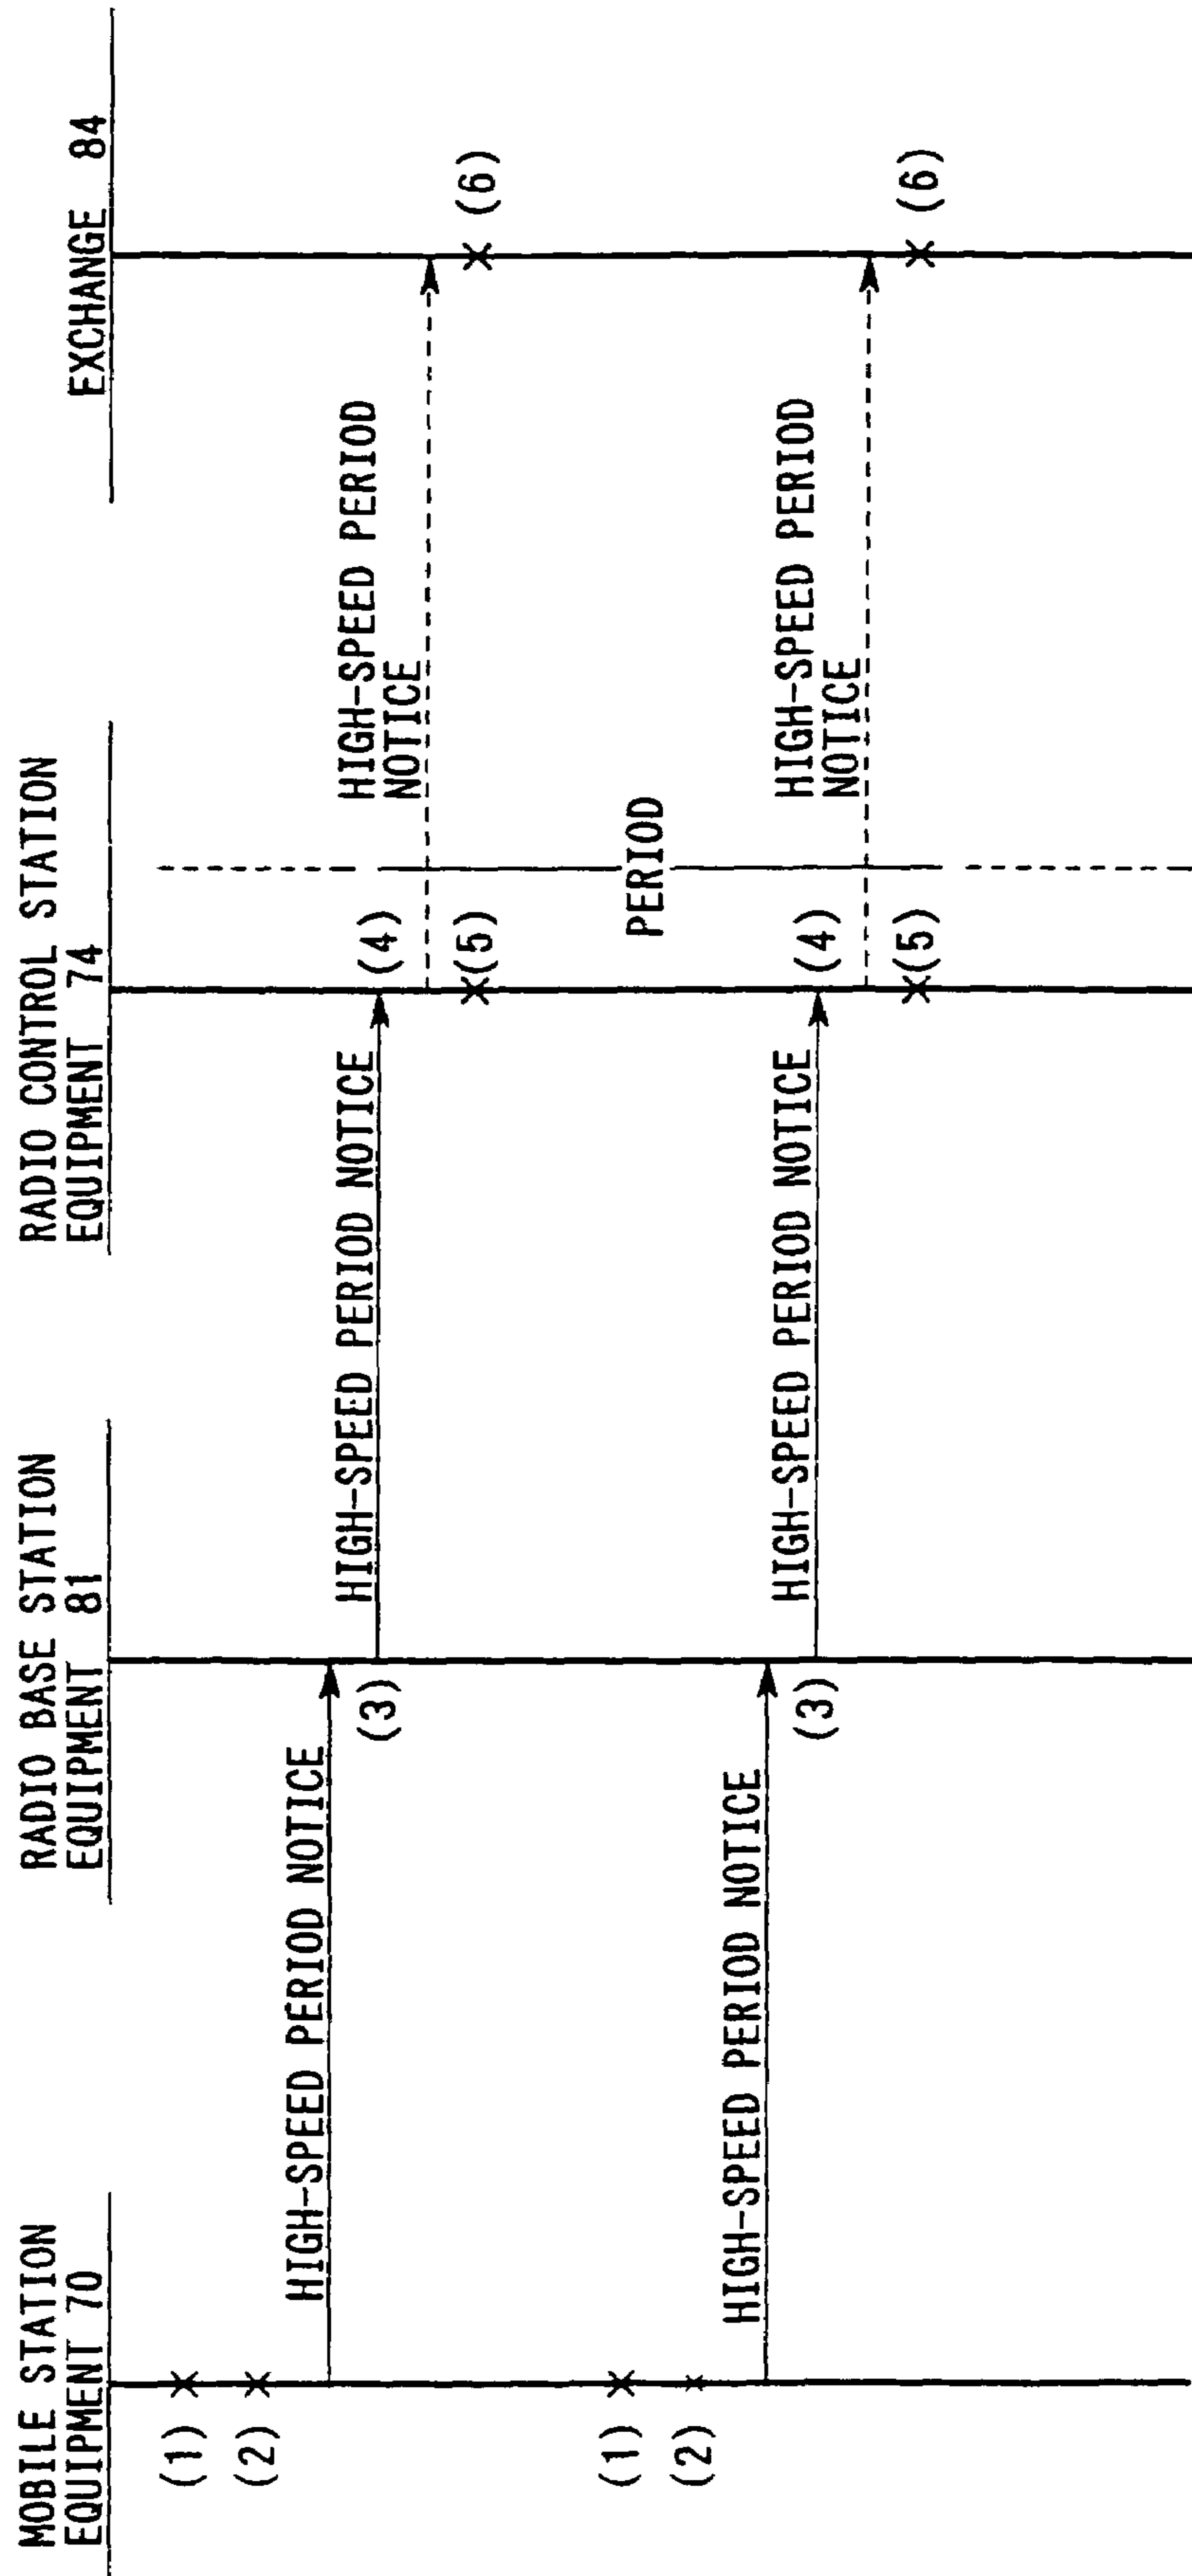 MOBILE STATION
EQUIPMENT 70
RADIO BASE STATION
EQUIPMENT 81
RADIO CONTROL STATION
EQUIPMENT 74
EXCHANGE 84
(1)
(2)
HIGH-SPEED PERIOD NOTICE
(3)
HIGH-SPEED PERIOD NOTICE
(4)
HIGH-SPEED PERIOD
NOTICE
(5)
(6)
PERIOD
(1)
(2)
HIGH-SPEED PERIOD NOTICE
(3)
HIGH-SPEED PERIOD NOTICE
(4)
HIGH-SPEED PERIOD
NOTICE
(5)
(6)